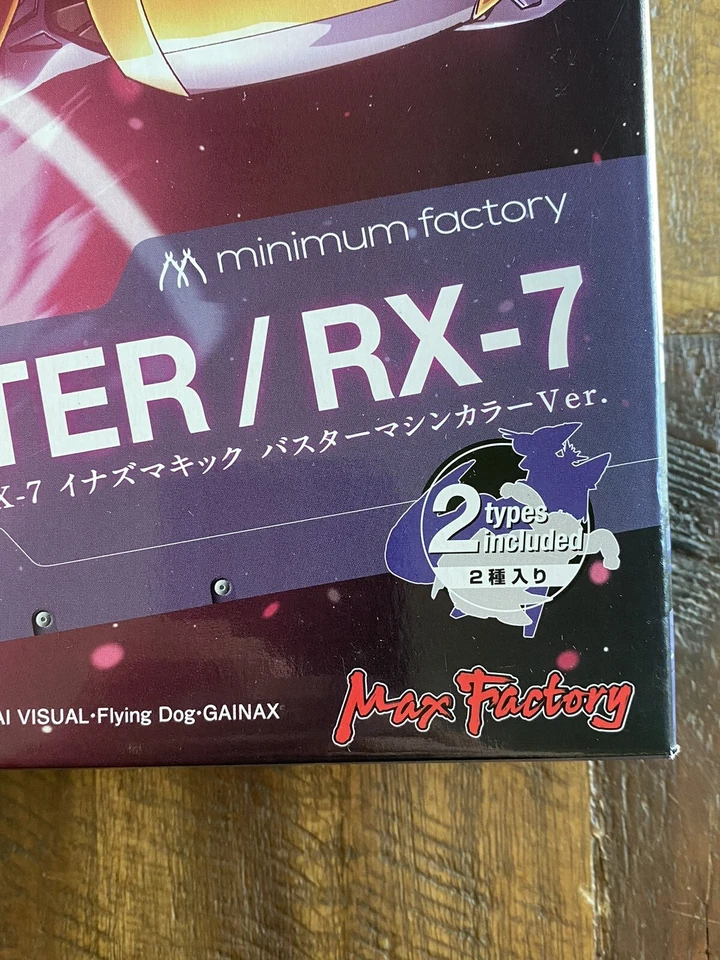 minimum factory
TER / RX-7
X-7 イナズマキック バスターマシンカラーVer.
2 types included
2種入り
AI VISUAL・Flying Dog・GAINAX
Max Factory